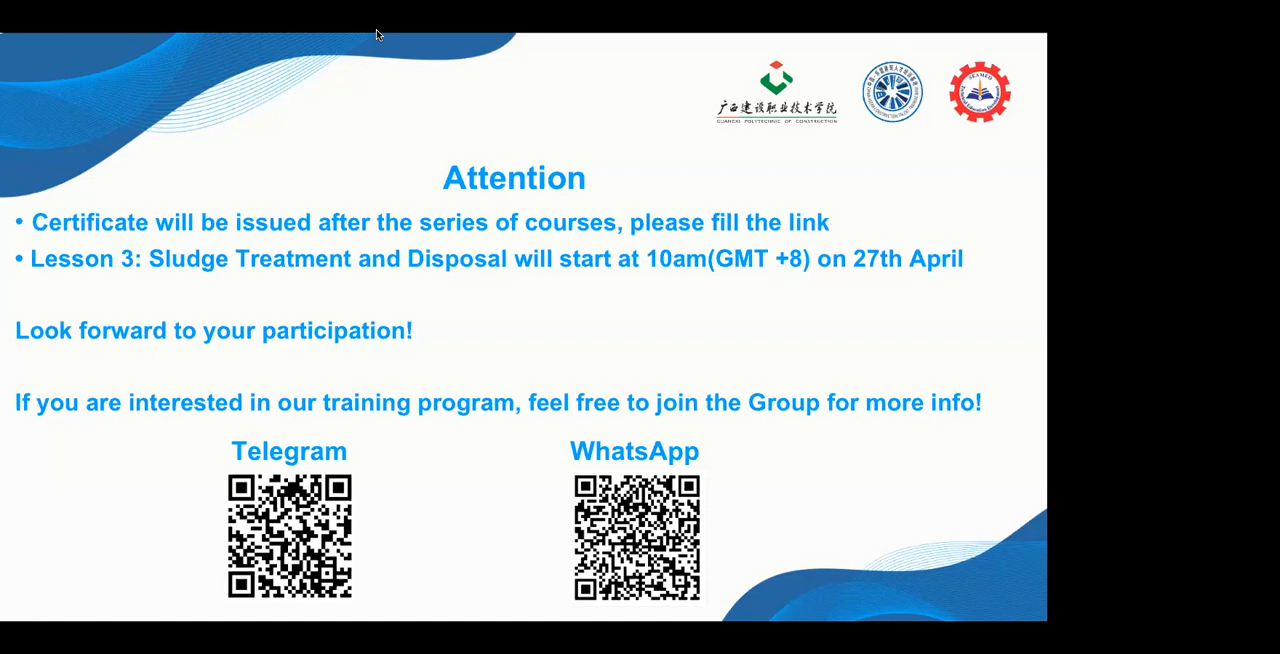 广西建设职业技术学院
GUANGXI POLYTECHNIC OF CONSTRUCTION
SEAMED
Attention
• Certificate will be issued after the series of courses, please fill the link
• Lesson 3: Sludge Treatment and Disposal will start at 10am(GMT +8) on 27th April
Look forward to your participation!
If you are interested in our training program, feel free to join the Group for more info!
Telegram
WhatsApp